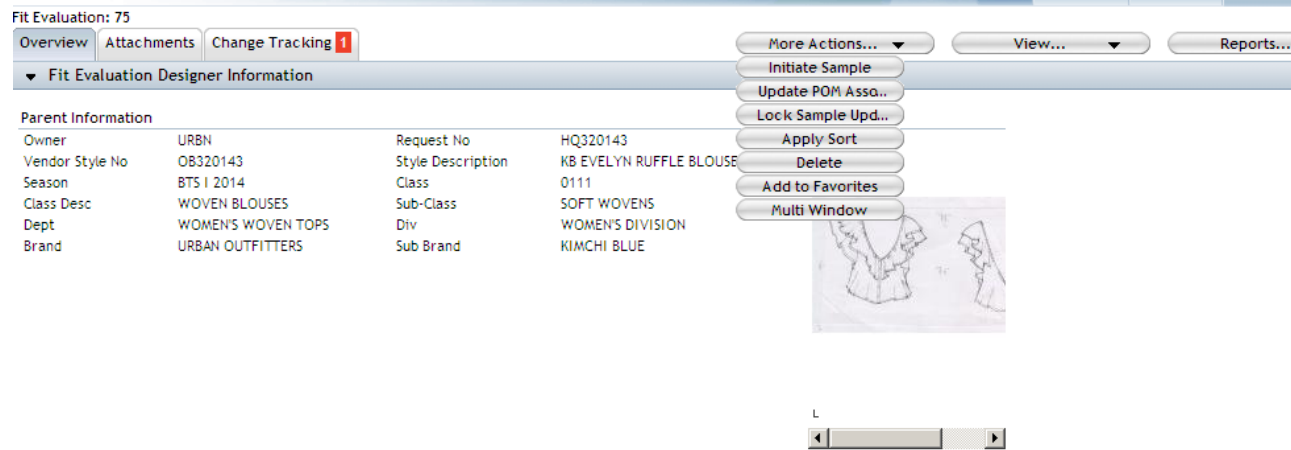 Fit Evaluation: 75
Overview Attachments Change Tracking 1
More Actions... View... Reports...
Fit Evaluation Designer Information
Initiate Sample
Update POM Asso...
Lock Sample Upd...
Apply Sort
Delete
Add to Favorites
Multi Window
Parent Information
Owner URBN Request No HQ320143
Vendor Style No OB320143 Style Description KB EVELYN RUFFLE BLOUSE
Season BTS I 2014 Class 0111
Class Desc WOVEN BLOUSES Sub-Class SOFT WOVENS
Dept WOMEN'S WOVEN TOPS Div WOMEN'S DIVISION
Brand URBAN OUTFITTERS Sub Brand KIMCHI BLUE
L